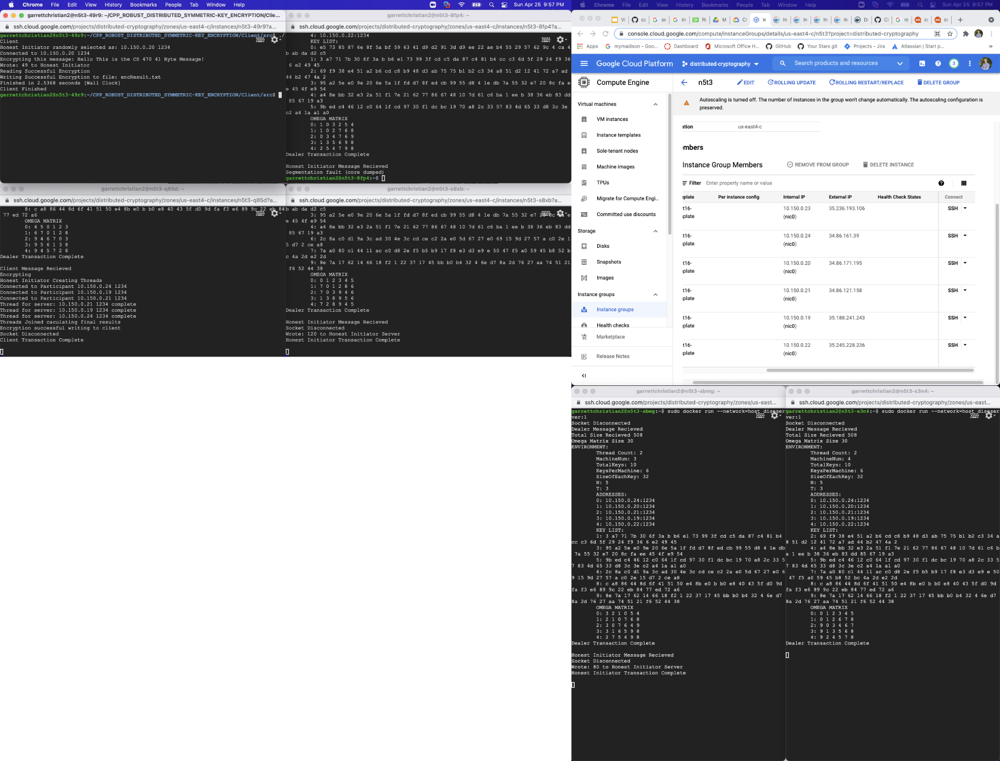 Chrome File Edit View History Bookmarks People Tab Window Help Sun Apr 25 9:57 PM
garrettchristian2@n5t3-49r9: ~/CPP_ROBUST_DISTRIBUTED_SYMMETRIC-KEY_ENCRYPTION/Clie...
ssh.cloud.google.com/projects/distributed-cryptography/zones/us-east4-c/instances/n5t3-49r9?a...
garrettchristian2@n5t3-49r9:~/CPP_ROBUST_DISTRIBUTED_SYMMETRIC-KEY_ENCRYPTION/Client/src$ ./
Client
Honest Initiator randomly selected as: 10.150.0.20 1234
Connected to 10.150.0.20 1234
Encrypting this message: Hello This is the CS 470 41 Byte Message!
Wrote: 49 to Honest Initiator
Reading Successful Encryption
Writing Successful Encryption to file: encResult.txt
Finished in 2.5368 seconds [Wall Clock]
Client Finished
garrettchristian2@n5t3-49r9:~/CPP_ROBUST_DISTRIBUTED_SYMMETRIC-KEY_ENCRYPTION/Client/src$
garrettchristian2@n5t3-8fp4: ~
ssh.cloud.google.com/projects/distributed-cryptography/zones/us-east4-c/instances/n5t3-8fp4?a...
4: 10.150.0.22:1234
KEY LIST:
0: e5 73 85 87 6e 8f 5a bf 59 63 41 d9 d2 91 3d d9 ee 22 ae b4 55 29 57 62 9c 4 ca 4
b ab da d2 c5
1: 3 a7 71 7b 30 6f 3a b b6 e1 73 99 3f cd c5 da 87 c4 81 b4 cc c3 6d 5f 29 24 f9 36
6 e2 49 45
2: 69 f9 38 e4 51 a2 b6 cd c8 b9 48 d3 ab 75 75 b1 b2 c3 34 a8 51 d2 12 41 72 a7 ad
44 b2 47 4a 2
3: 95 a2 5e e0 9e 20 6e 5a 1f fd d7 8f ed cb 99 55 d8 4 1e db 7a 55 32 e7 20 8c fa e
e 45 4f e9 54
4: a4 8e bb 32 e3 2a 51 f1 7e 21 62 77 86 67 48 10 7d 61 c6 ba 1 ee b 38 36 eb 83 dd
85 67 19 a3
5: 9b ed c4 46 12 c0 64 1f cd 97 30 f1 dc bc 19 70 a8 2c 33 57 83 4d 65 33 d8 3c 3e
c2 a4 1a a1 a0
OMEGA MATRIX
0: 1 0 3 2 5 4
1: 1 0 2 7 6 8
2: 0 3 4 7 6 9
3: 1 3 5 6 9 8
4: 2 5 4 7 9 8
Dealer Transaction Complete
Honest Initiator Message Recieved
Segmentation fault (core dumped)
garrettchristian2@n5t3-8fp4:~$
garrettchristian2@n5t3-q85d: ~
ssh.cloud.google.com/projects/distributed-cryptography/zones/us-east4-c/instances/n5t3-q85d?a...
8: c a8 86 44 8d 6f 41 51 50 e4 8b e0 b b0 e8 40 43 5f d0 9d fa f3 e6 89 9c 22 eb 84
77 ed 72 a6
OMEGA MATRIX
0: 4 5 0 1 2 3
1: 6 7 0 1 2 8
2: 9 4 6 7 0 3
3: 9 5 6 1 3 8
4: 9 4 5 7 2 8
Dealer Transaction Complete
Client Message Recieved
Encrypting
Honest Initiator Creating Threads
Connected to Participant 10.150.0.24 1234
Connected to Participant 10.150.0.19 1234
Connected to Participant 10.150.0.21 1234
Thread for server: 10.150.0.21 1234 complete
Thread for server: 10.150.0.19 1234 complete
Thread for server: 10.150.0.24 1234 complete
Threads Joined caculating final results
Encryption successful writing to client
Socket Disconnected
Client Transaction Complete
garrettchristian2@n5t3-s8xb: ~
ssh.cloud.google.com/projects/distributed-cryptography/zones/us-east4-c/instances/n5t3-s8xb?a...
b ab da d2 c5
3: 95 a2 5e e0 9e 20 6e 5a 1f fd d7 8f ed cb 99 55 d8 4 1e db 7a 55 32 e7
e 45 4f e9 54
4: a4 8e bb 32 e3 2a 51 f1 7e 21 62 77 86 67 48 10 7d 61 c6 ba 1 ee b 38 36 eb 83 dd
85 67 19 a3
6: 2c 8a c0 d1 9a 3c ad 30 4e 3c cd ce c2 2a e0 5d 67 27 e0 69 15 9d 27 57 a c0 2e 1
5 d7 2 ce a8
7: 7a a0 80 c1 44 11 ac c0 d8 2e f5 b5 b9 17 f8 e3 d3 e9 e 50 47 f5 a0 59 45 b8 52 b
c 4a 2d e2 2d
9: 8e 7a 17 62 14 66 18 f2 1 22 37 17 45 bb b0 b4 32 4 6e d7 8a 2d 76 27 aa 74 51 21
f6 52 44 38
OMEGA MATRIX
0: 0 1 2 3 4 5
1: 7 0 1 2 8 6
2: 7 0 3 9 4 6
3: 1 3 8 9 5 6
4: 7 2 8 9 4 5
Dealer Transaction Complete
Honest Initiator Message Recieved
Socket Disconnected
Wrote: 120 to Honest Initiator Server
Honest Initiator Transaction Complete
Chrome File Edit View History Bookmarks People Tab Window Help Sun Apr 25 9:57 PM
console.cloud.google.com/compute/instanceGroups/details/us-east4-c/n5t3?project=distributed-cryptography
Apps mymadison - Goo... Dashboard Microsoft Office H... GitHub Your Stars git Projects - Jira Atlassian | Start p... »
Google Cloud Platform distributed-cryptography Search products and resources 3
Compute Engine
n5t3 EDIT ROLLING UPDATE ROLLING RESTART/REPLACE DELETE GROUP
Virtual machines
VM instances
Instance templates
Sole-tenant nodes
Machine images
TPUs
Migrate for Compute Engi...
Committed use discounts
Storage
Disks
Snapshots
Images
Instance groups
Instance groups
Health checks
Marketplace
Release Notes
Autoscaling is turned off. The number of instances in the group won't change automatically. The autoscaling configuration is
preserved.
ation us-east4-c
mbers
Instance Group Members REMOVE FROM GROUP DELETE INSTANCE
Filter Enter property name or value
plate Per instance config Internal IP External IP Health Check States Connect
t16- 10.150.0.23 35.236.193.106 SSH
plate (nic0)
t16- 10.150.0.24 34.86.161.39 SSH
plate (nic0)
t16- 10.150.0.20 34.86.171.195 SSH
plate (nic0)
t16- 10.150.0.21 34.86.121.158 SSH
plate (nic0)
t16- 10.150.0.19 35.188.241.243 SSH
plate (nic0)
t16- 10.150.0.22 35.245.228.236 SSH
plate (nic0)
garrettchristian2@n5t3-sbmg: ~
ssh.cloud.google.com/projects/distributed-cryptography/zones/us-east...
garrettchristian2@n5t3-sbmg:~$ sudo docker run --network=host diseser
ver:1
Socket Disconnected
Dealer Message Recieved
Total Size Recieved 508
Omega Matrix Size 30
ENVIRONMENT:
Thread Count: 2
MachineNum: 3
TotalKeys: 10
KeysPerMachine: 6
SizeOfEachKey: 32
N: 5
T: 3
ADDRESSES:
0: 10.150.0.24:1234
1: 10.150.0.20:1234
2: 10.150.0.21:1234
3: 10.150.0.19:1234
4: 10.150.0.22:1234
KEY LIST:
1: 3 a7 71 7b 30 6f 3a b b6 e1 73 99 3f cd c5 da 87 c4 81 b4
cc c3 6d 5f 29 24 f9 36 6 e2 49 45
3: 95 a2 5e e0 9e 20 6e 5a 1f fd d7 8f ed cb 99 55 d8 4 1e db
7a 55 32 e7 20 8c fa ee 45 4f e9 54
5: 9b ed c4 46 12 c0 64 1f cd 97 30 f1 dc bc 19 70 a8 2c 33 5
7 83 4d 65 33 d8 3c 3e c2 a4 1a a1 a0
6: 2c 8a c0 d1 9a 3c ad 30 4e 3c cd ce c2 2a e0 5d 67 27 e0 6
9 15 9d 27 57 a c0 2e 15 d7 2 ce a8
8: c a8 86 44 8d 6f 41 51 50 e4 8b e0 b b0 e8 40 43 5f d0 9d
fa f3 e6 89 9c 22 eb 84 77 ed 72 a6
9: 8e 7a 17 62 14 66 18 f2 1 22 37 17 45 bb b0 b4 32 4 6e d7
8a 2d 76 27 aa 74 51 21 f6 52 44 38
OMEGA MATRIX
0: 3 2 1 0 5 4
1: 2 1 0 7 6 8
2: 3 0 7 6 4 9
3: 3 1 6 5 9 8
4: 2 7 5 4 9 8
Dealer Transaction Complete
Honest Initiator Message Recieved
Socket Disconnected
Wrote: 80 to Honest Initiator Server
Honest Initiator Transaction Complete
garrettchristian2@n5t3-x3n4: ~
ssh.cloud.google.com/projects/distributed-cryptography/zones/us-east...
garrettchristian2@n5t3-x3n4:~$ sudo docker run --network=host diseser
ver:1
Socket Disconnected
Dealer Message Recieved
Total Size Recieved 508
Omega Matrix Size 30
ENVIRONMENT:
Thread Count: 2
MachineNum: 4
TotalKeys: 10
KeysPerMachine: 6
SizeOfEachKey: 32
N: 5
T: 3
ADDRESSES:
0: 10.150.0.24:1234
1: 10.150.0.20:1234
2: 10.150.0.21:1234
3: 10.150.0.19:1234
4: 10.150.0.22:1234
KEY LIST:
2: 69 f9 38 e4 51 a2 b6 cd c8 b9 48 d3 ab 75 75 b1 b2 c3 34 a
8 51 d2 12 41 72 a7 ad 44 b2 47 4a 2
4: a4 8e bb 32 e3 2a 51 f1 7e 21 62 77 86 67 48 10 7d 61 c6 b
a 1 ee b 38 36 eb 83 dd 85 67 19 a3
5: 9b ed c4 46 12 c0 64 1f cd 97 30 f1 dc bc 19 70 a8 2c 33 5
7 83 4d 65 33 d8 3c 3e c2 a4 1a a1 a0
7: 7a a0 80 c1 44 11 ac c0 d8 2e f5 b5 b9 17 f8 e3 d3 e9 e 50
47 f5 a0 59 45 b8 52 bc 4a 2d e2 2d
8: c a8 86 44 8d 6f 41 51 50 e4 8b e0 b b0 e8 40 43 5f d0 9d
fa f3 e6 89 9c 22 eb 84 77 ed 72 a6
9: 8e 7a 17 62 14 66 18 f2 1 22 37 17 45 bb b0 b4 32 4 6e d7
8a 2d 76 27 aa 74 51 21 f6 52 44 38
OMEGA MATRIX
0: 0 1 2 3 4 5
1: 0 1 2 6 7 8
2: 9 0 3 4 6 7
3: 9 1 3 5 6 8
4: 9 2 4 5 7 8
Dealer Transaction Complete